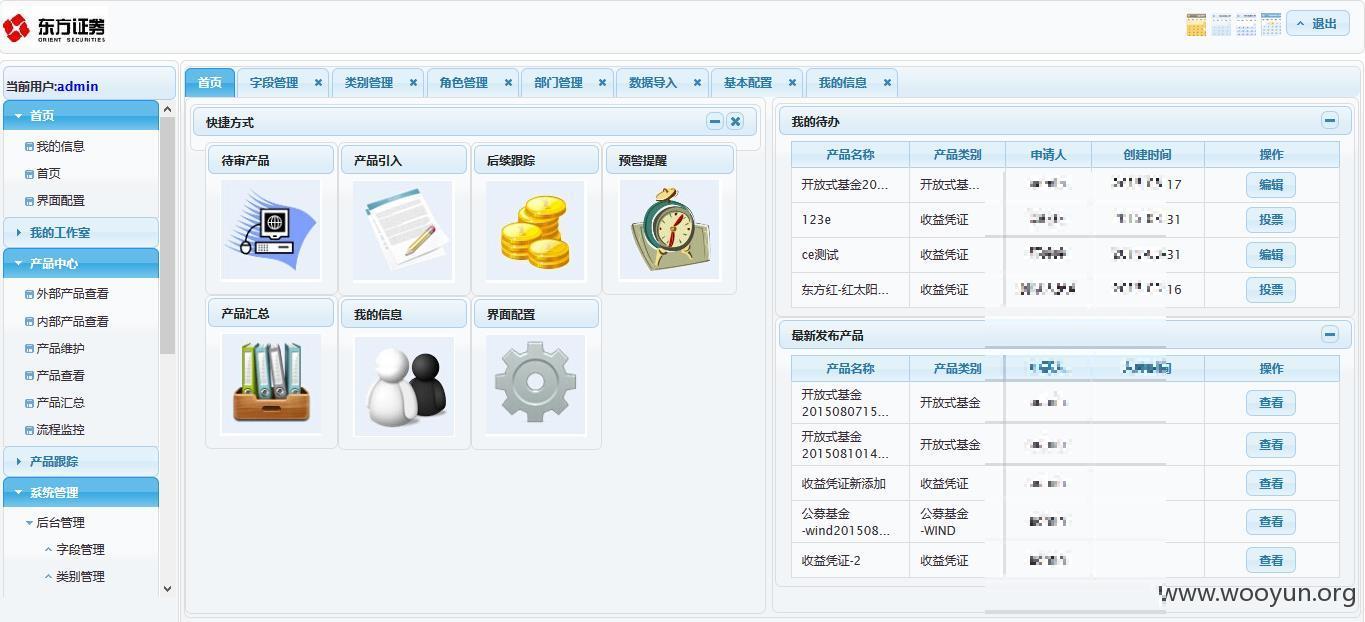 东方证券
ORIENT SECURITIES
退出
当前用户:admin
首页
我的信息
首页
界面配置
我的工作室
产品中心
外部产品查看
内部产品查看
产品维护
产品查看
产品汇总
流程监控
产品跟踪
系统管理
后台管理
字段管理
类别管理
首页 字段管理 类别管理 角色管理 部门管理 数据导入 基本配置 我的信息
快捷方式
待审产品 产品引入 后续跟踪 预警提醒
产品汇总 我的信息 界面配置
我的待办
产品名称 产品类别 申请人 创建时间 操作
开放式基金20... 开放式基... 17 编辑
123e 收益凭证 31 投票
ce测试 收益凭证 31 编辑
东方红-红太阳... 收益凭证 16 投票
最新发布产品
产品名称 产品类别 操作
开放式基金
2015080715... 开放式基金 查看
开放式基金
2015081014... 开放式基金 查看
收益凭证新添加 收益凭证 查看
公募基金
-wind201508... 公募基金
-WIND 查看
收益凭证-2 收益凭证 查看
www.wooyun.org